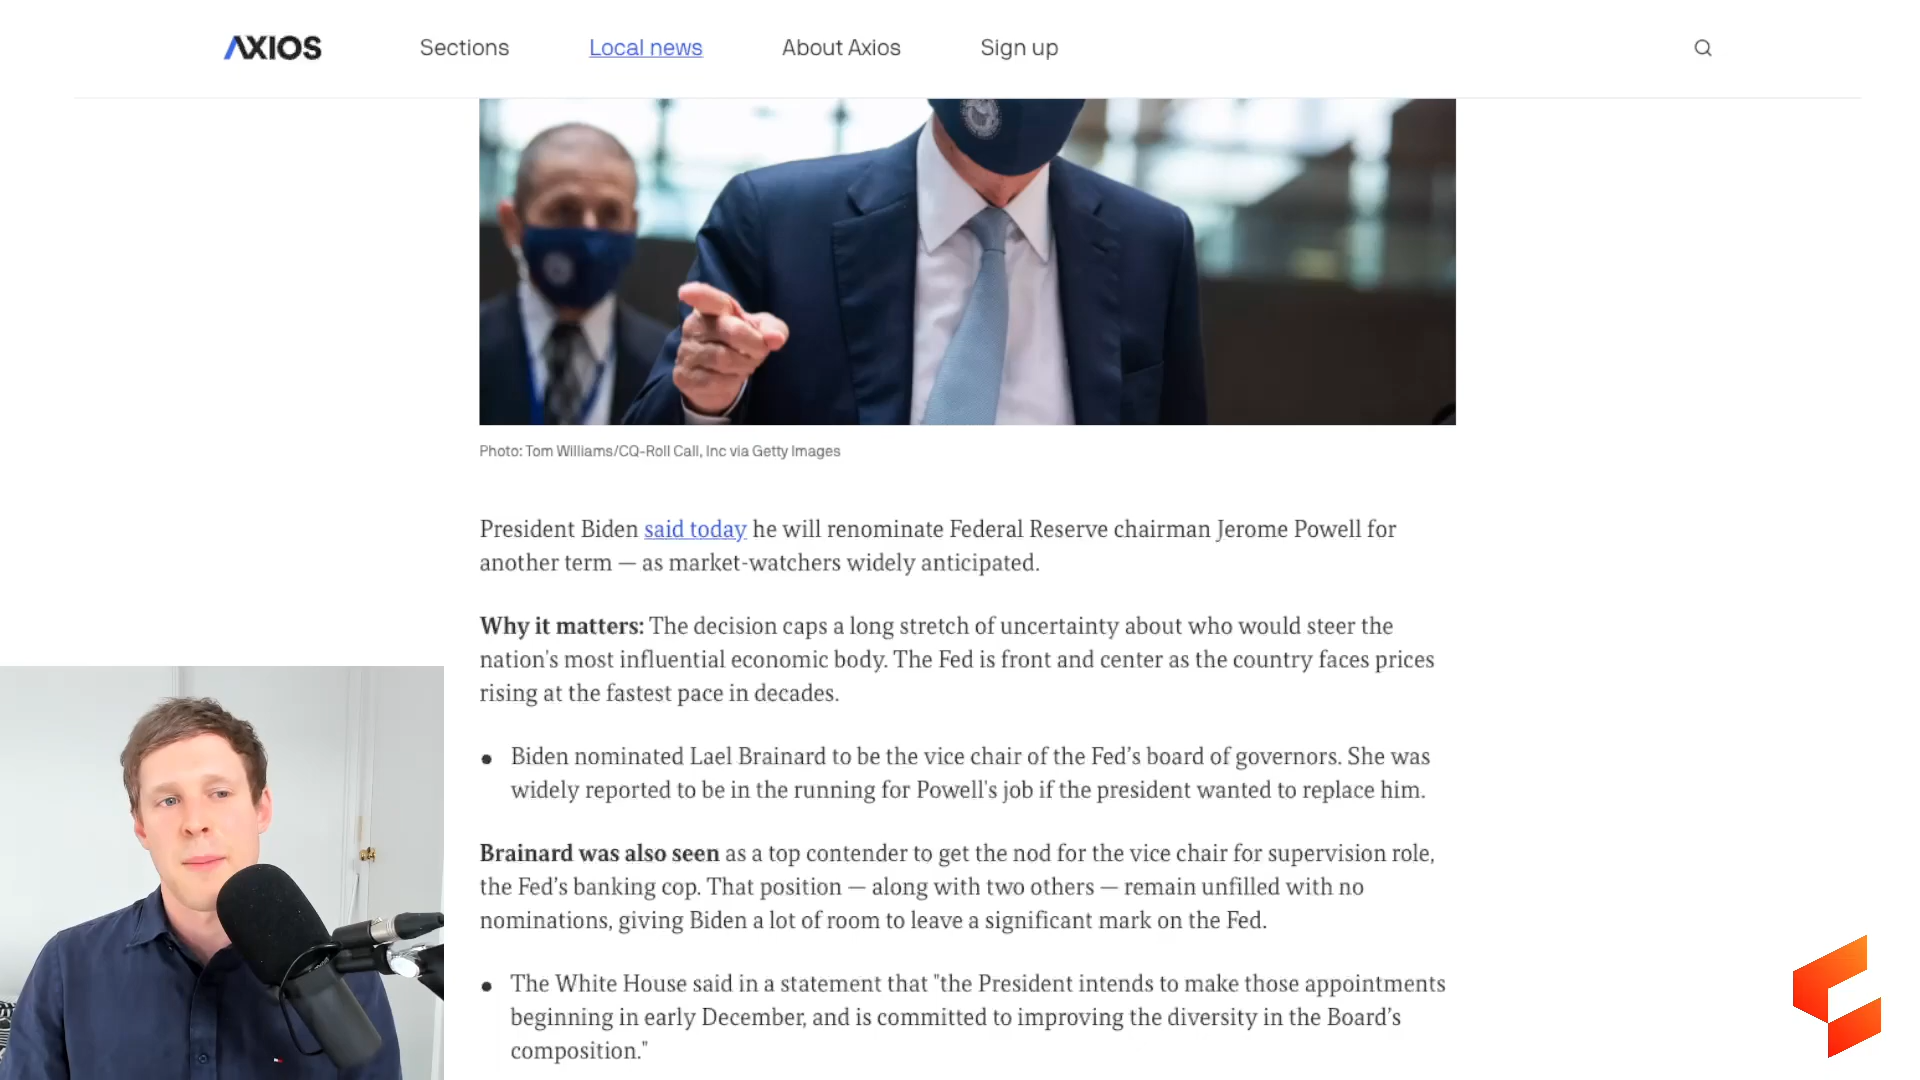 AXIOS
Sections
Local news
About Axios
Sign up
Photo: Tom Williams/CQ-Roll Call, Inc via Getty Images
President Biden said today he will renominate Federal Reserve chairman Jerome Powell for
another term — as market-watchers widely anticipated.
Why it matters: The decision caps a long stretch of uncertainty about who would steer the
nation's most influential economic body. The Fed is front and center as the country faces prices
rising at the fastest pace in decades.
• Biden nominated Lael Brainard to be the vice chair of the Fed’s board of governors. She was
widely reported to be in the running for Powell's job if the president wanted to replace him.
Brainard was also seen as a top contender to get the nod for the vice chair for supervision role,
the Fed’s banking cop. That position — along with two others — remain unfilled with no
nominations, giving Biden a lot of room to leave a significant mark on the Fed.
• The White House said in a statement that "the President intends to make those appointments
beginning in early December, and is committed to improving the diversity in the Board’s
composition."